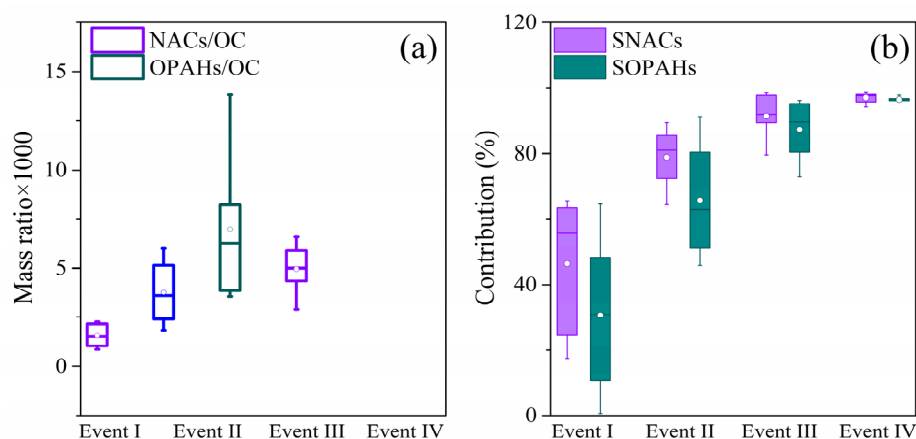 NACs/OC
OPAHs/OC
(a)
Mass ratio×1000
15
10
5
0
Event I Event II Event III Event IV
SNACs
SOPAHs
(b)
Contribution (%)
120
80
40
0
Event I Event II Event III Event IV